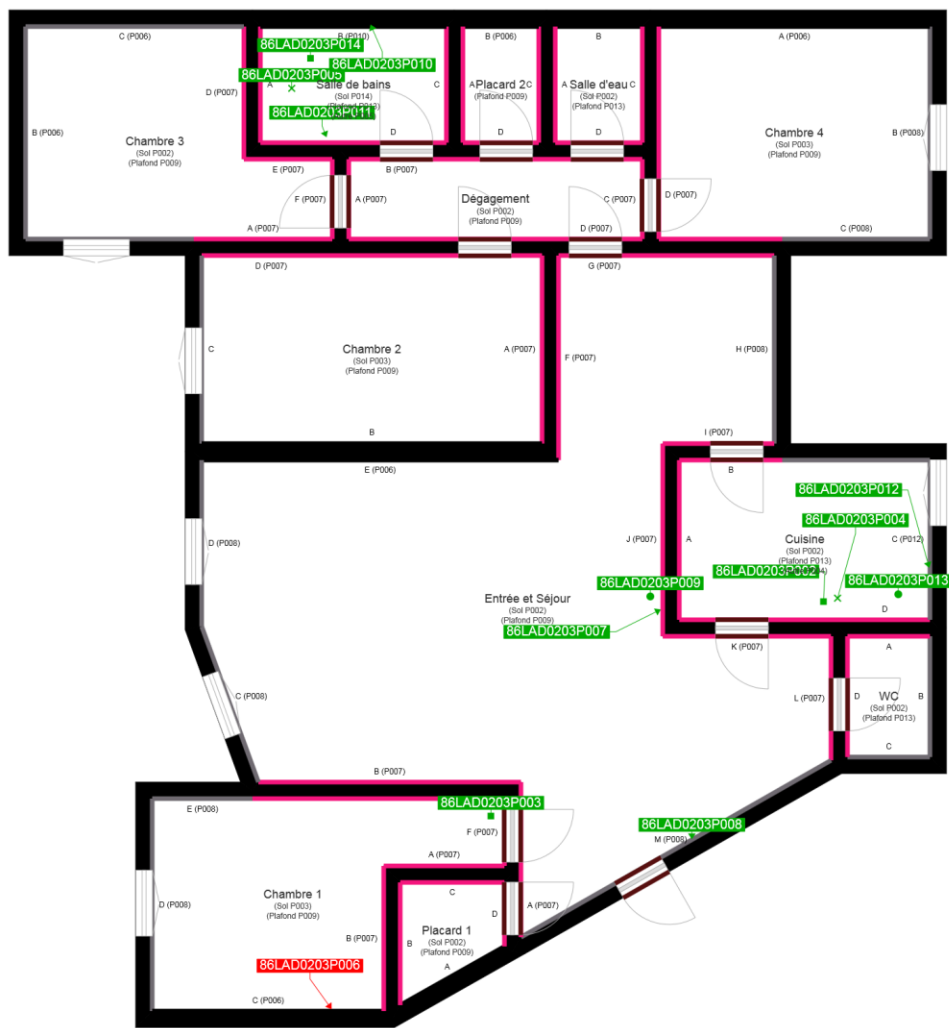 C (P006)
B (P010)
B (P006)
B
A (P006)
86LAD0203P014
86LAD0203P010
86LAD0203P005
D (P007)
A
Salle de bains
(Sol P014)
(Plafond P013)
C
A
Placard 2
(Plafond P009)
C
A
Salle d'eau
(Sol P002)
(Plafond P013)
C
86LAD0203P011
B (P006)
Chambre 3
(Sol P002)
(Plafond P009)
Chambre 4
(Sol P003)
(Plafond P009)
B (P008)
D
D
D
E (P007)
B (P007)
F (P007)
A (P007)
Dégagement
(Sol P002)
(Plafond P009)
C (P007)
D (P007)
A (P007)
D (P007)
C (P008)
D (P007)
G (P007)
C
Chambre 2
(Sol P003)
(Plafond P009)
A (P007)
F (P007)
H (P008)
B
I (P007)
E (P006)
B
86LAD0203P012
86LAD0203P004
D (P008)
J (P007)
A
Cuisine
(Sol P002)
(Plafond P013)
C (P012)
86LAD0203P002
86LAD0203P013
86LAD0203P009
Entrée et Séjour
(Sol P002)
(Plafond P009)
D
86LAD0203P007
K (P007)
A
C (P008)
L (P007)
D
WC
(Sol P002)
(Plafond P013)
B
C
B (P007)
E (P008)
86LAD0203P003
F (P007)
86LAD0203P008
M (P008)
A (P007)
D (P008)
Chambre 1
(Sol P003)
(Plafond P009)
C
D
A (P007)
B (P007)
B
Placard 1
(Sol P002)
(Plafond P009)
A
86LAD0203P006
C (P006)